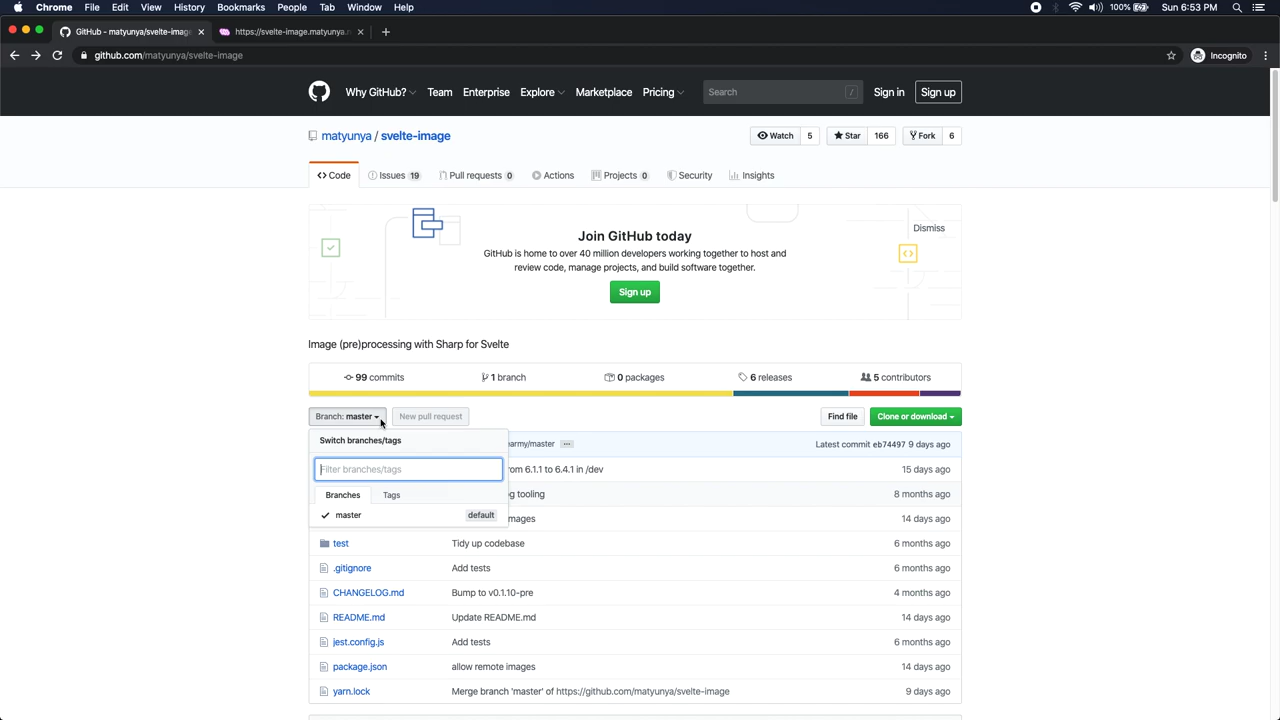 Chrome File Edit View History Bookmarks People Tab Window Help 100% Sun 6:53 PM
GitHub - matyunya/svelte-image https://svelte-image.matyunya.
github.com/matyunya/svelte-image Incognito
Why GitHub? Team Enterprise Explore Marketplace Pricing Search / Sign in Sign up
matyunya / svelte-image Watch 5 Star 166 Fork 6
Code Issues 19 Pull requests 0 Actions Projects 0 Security Insights
Dismiss
Join GitHub today
GitHub is home to over 40 million developers working together to host and
review code, manage projects, and build software together.
Sign up
Image (pre)processing with Sharp for Svelte
99 commits 1 branch 0 packages 6 releases 5 contributors
Branch: master New pull request Find file Clone or download
Switch branches/tags army/master ... Latest commit eb74497 9 days ago
Filter branches/tags om 6.1.1 to 6.4.1 in /dev 15 days ago
Branches Tags g tooling 8 months ago
master default mages 14 days ago
test Tidy up codebase 6 months ago
.gitignore Add tests 6 months ago
CHANGELOG.md Bump to v0.1.10-pre 4 months ago
README.md Update README.md 14 days ago
jest.config.js Add tests 6 months ago
package.json allow remote images 14 days ago
yarn.lock Merge branch 'master' of https://github.com/matyunya/svelte-image 9 days ago